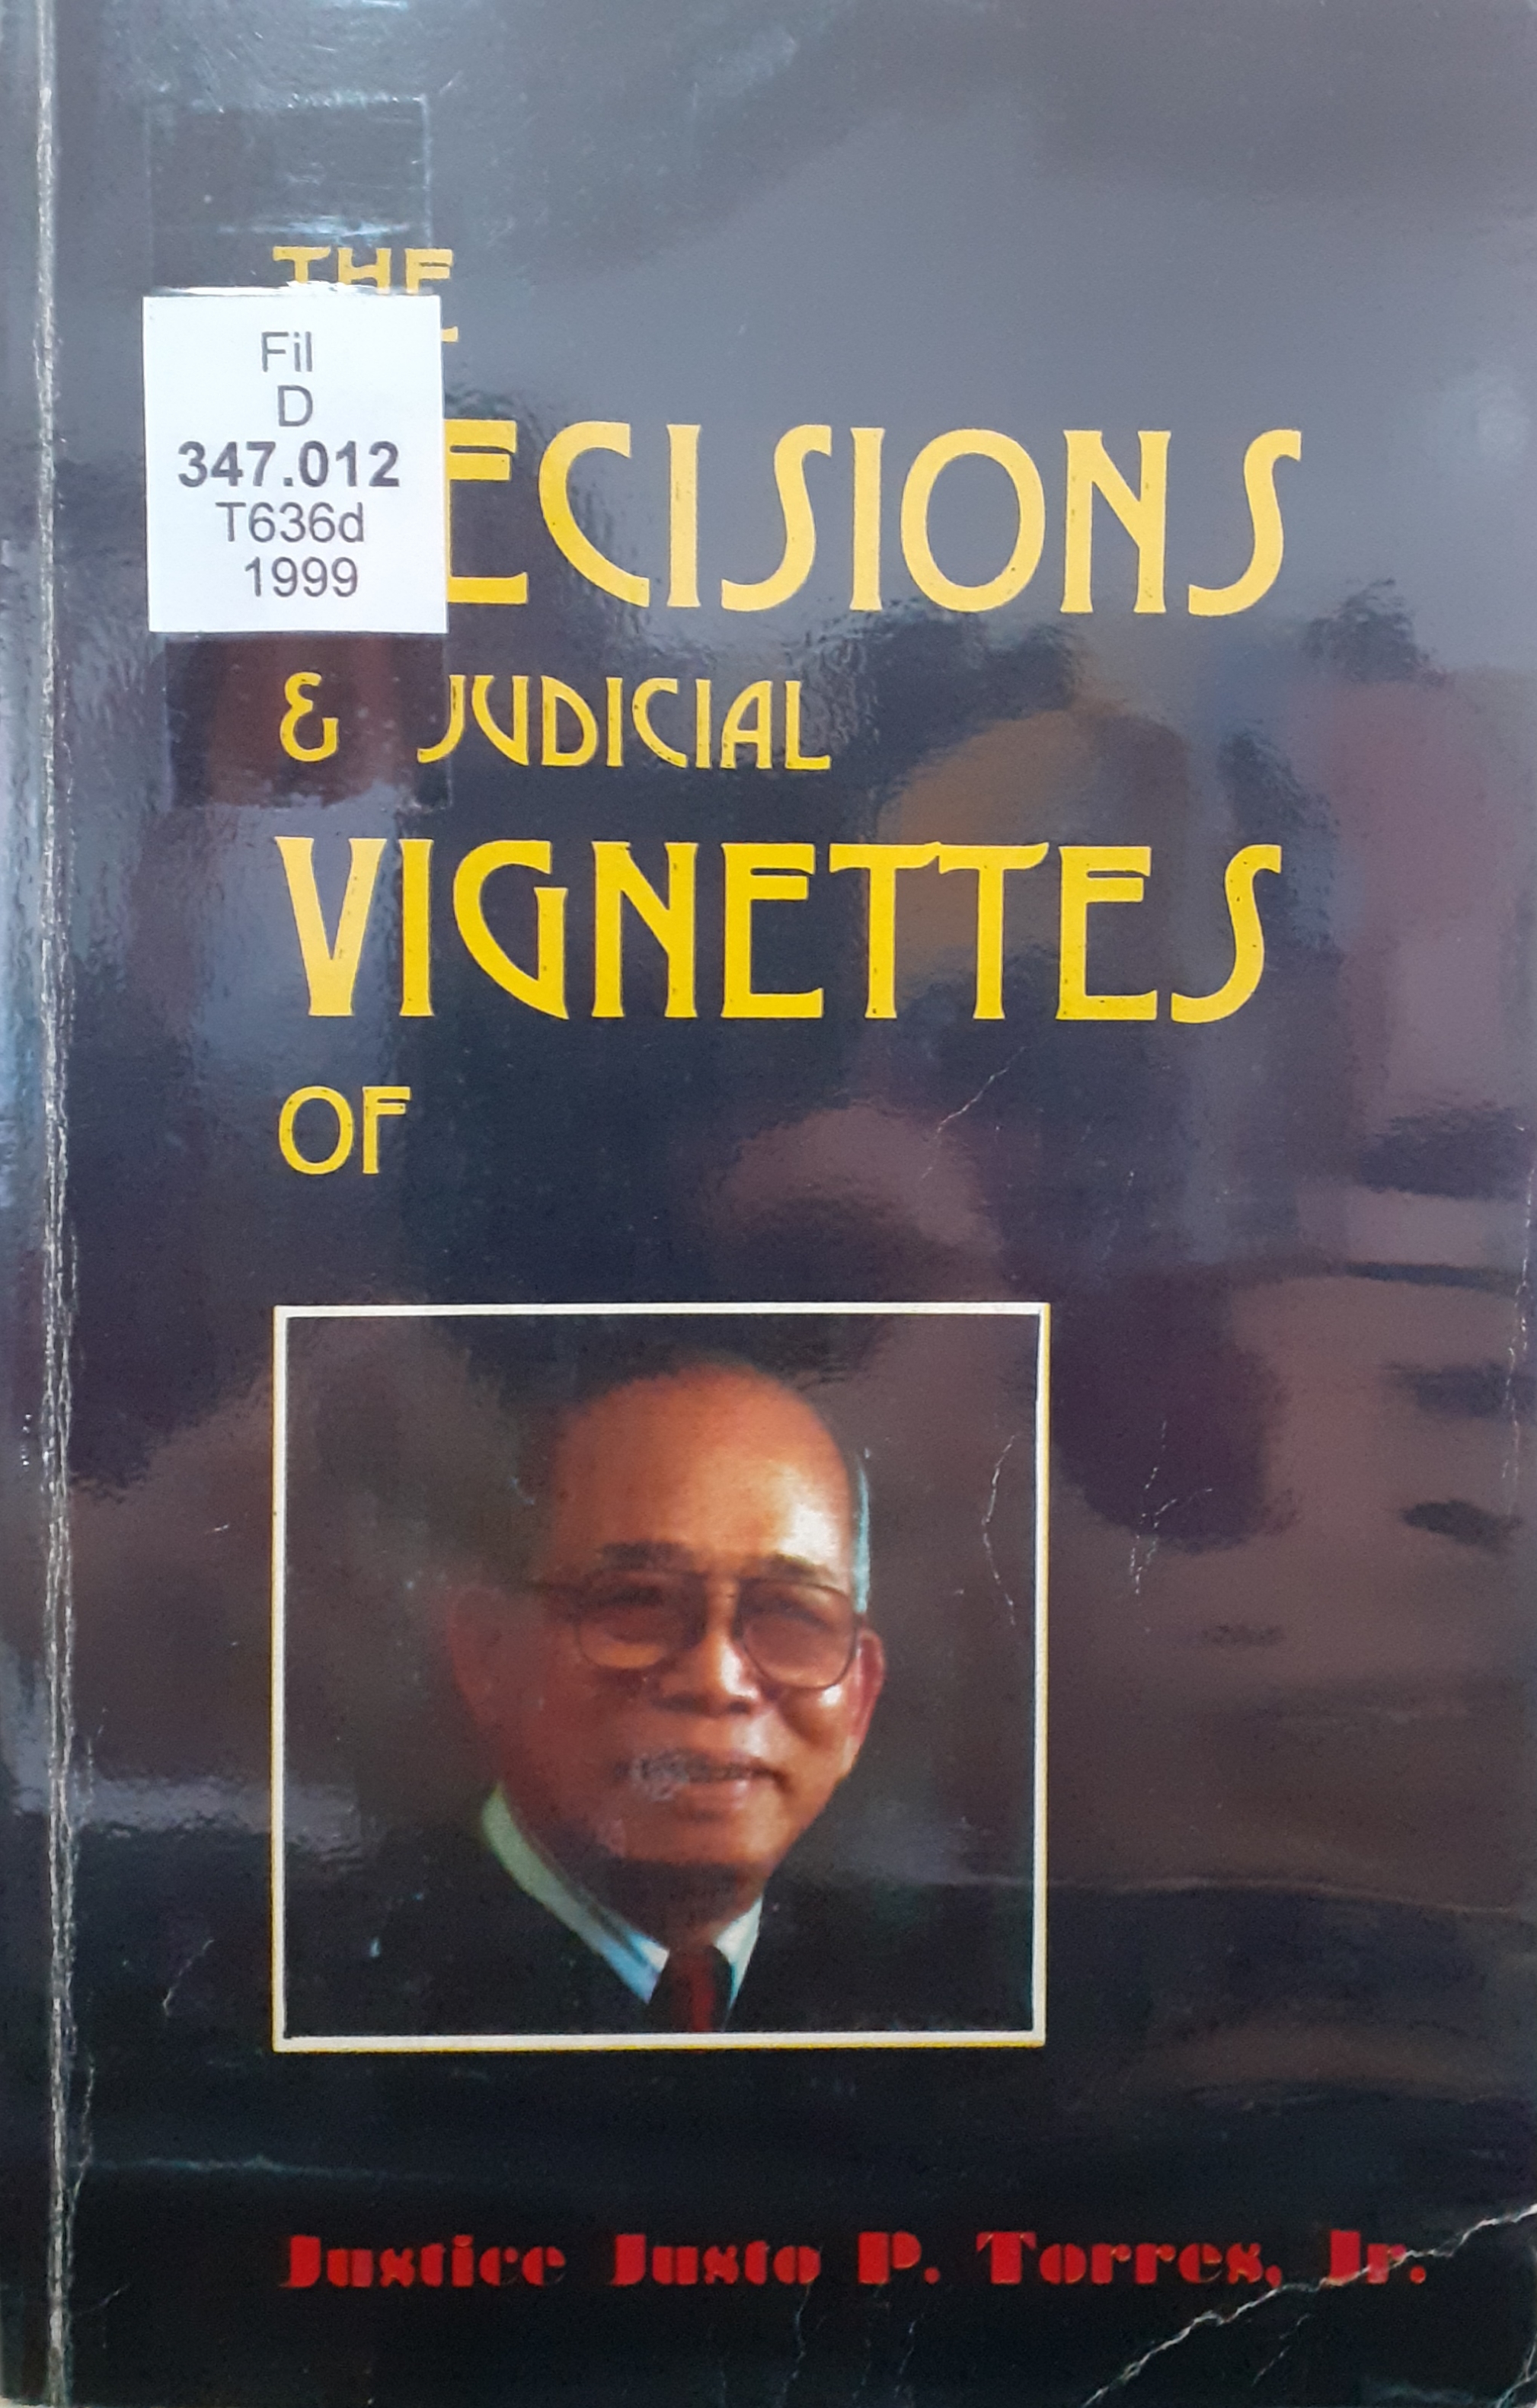 THE
Fil
D
347.012
T636d
1999
ECISIONS
& JUDICIAL
VIGNETTES
OF
Justice Justo P. Torres, Jr.